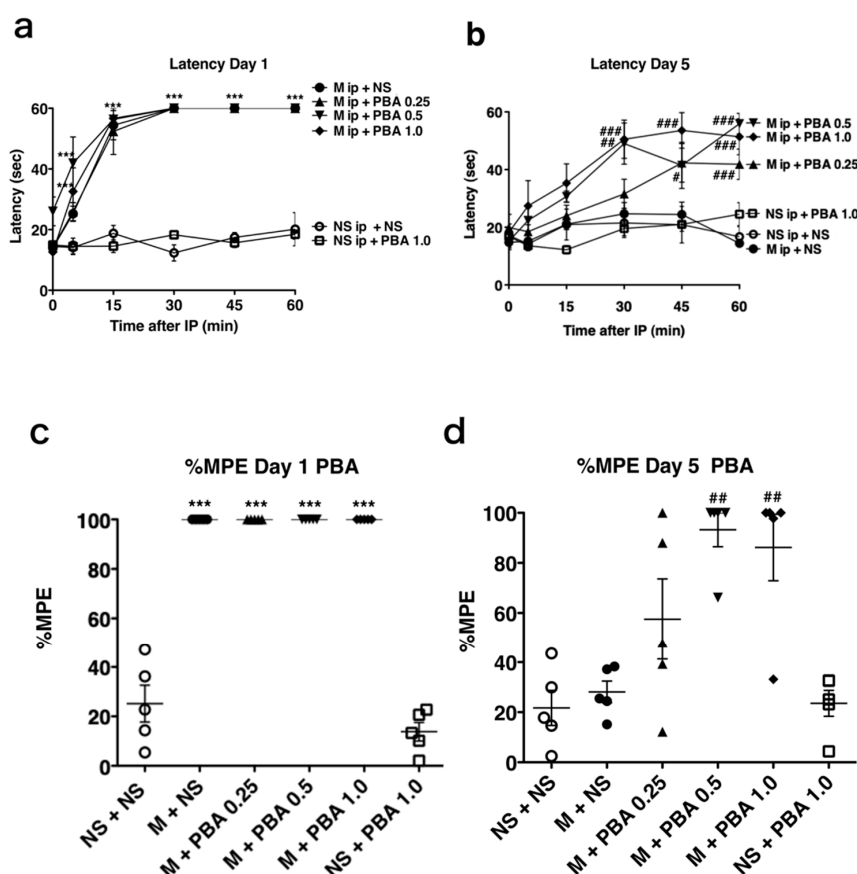 a
Latency Day 1
Latency (sec)
60
40
20
0
***
***
***
***
***
***
M ip + NS
M ip + PBA 0.25
M ip + PBA 0.5
M ip + PBA 1.0
NS ip + NS
NS ip + PBA 1.0
0 15 30 45 60
Time after IP (min)
b
Latency Day 5
Latency (sec)
60
40
20
0
###
##
###
#
###
###
###
M ip + PBA 0.5
M ip + PBA 1.0
M ip + PBA 0.25
NS ip + PBA 1.0
NS ip + NS
M ip + NS
0 15 30 45 60
Time after IP (min)
c
%MPE Day 1 PBA
%MPE
100
80
60
40
20
0
*** *** *** ***
NS + NS
M + NS
M + PBA 0.25
M + PBA 0.5
M + PBA 1.0
NS + PBA 1.0
d
%MPE Day 5 PBA
%MPE
100
80
60
40
20
0
## ##
NS + NS
M + NS
M + PBA 0.25
M + PBA 0.5
M + PBA 1.0
NS + PBA 1.0